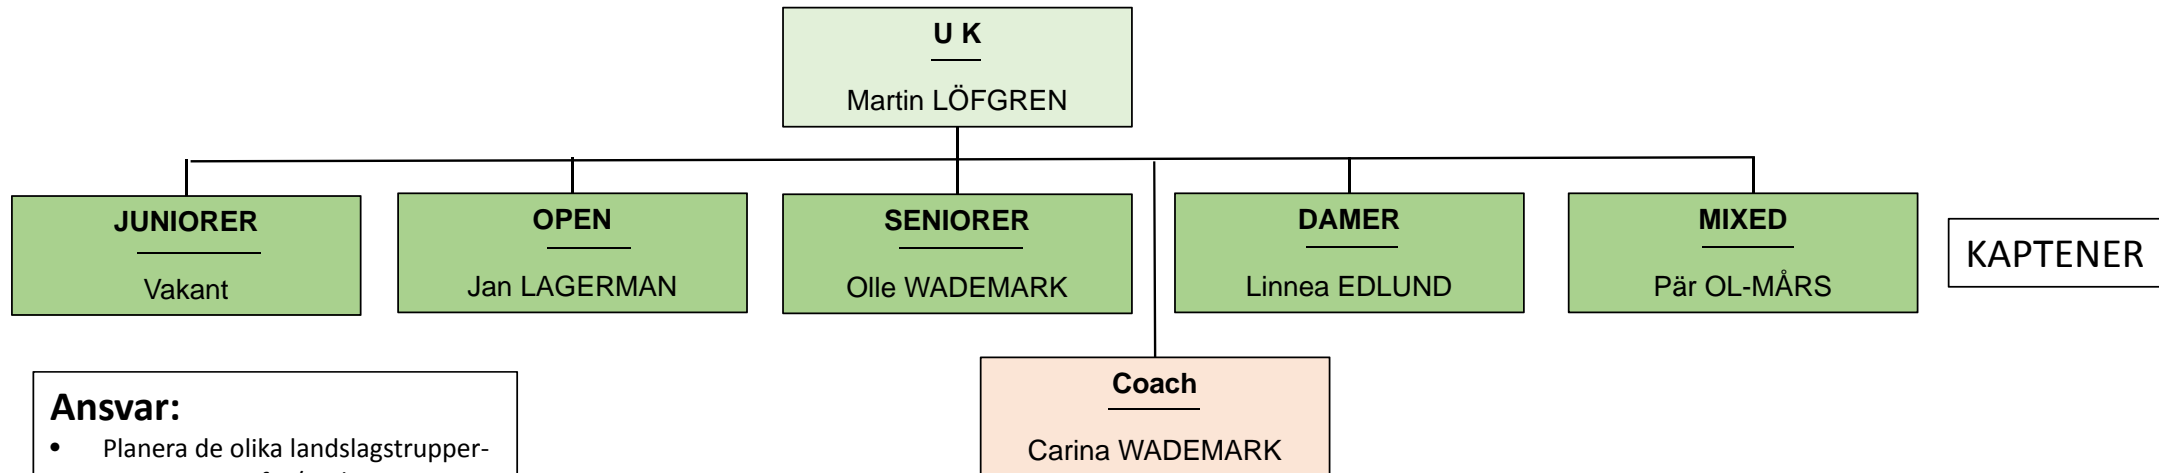 U K
Martin LÖFGREN
JUNIORER
Vakant
OPEN
Jan LAGERMAN
SENIORER
Olle WADEMARK
DAMER
Linnea EDLUND
MIXED
Pär OL-MÅRS
KAPTENER
Coach
Carina WADEMARK
Ansvar:
• Planera de olika landslagstrupper-